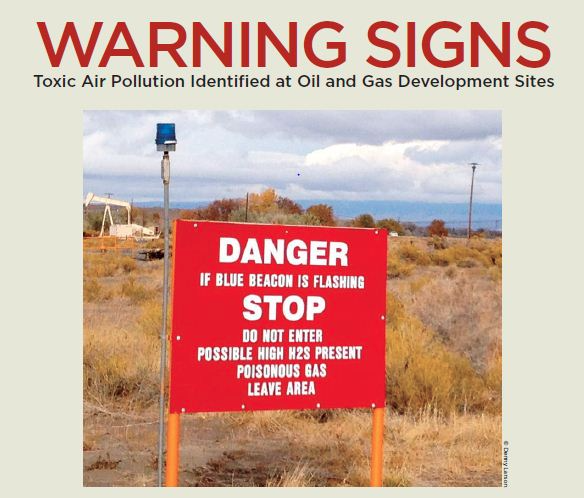 WARNING SIGNS
Toxic Air Pollution Identified at Oil and Gas Development Sites
DANGER
IF BLUE BEACON IS FLASHING
STOP
DO NOT ENTER
POSSIBLE HIGH H2S PRESENT
POISONOUS GAS
LEAVE AREA
© Denny Larson